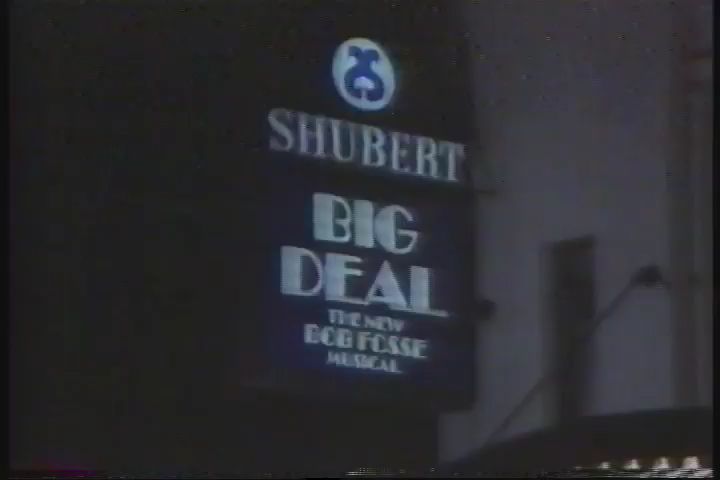 SHUBERT
BIG
DEAL
THE NEW
BOB FOSSE
MUSICAL